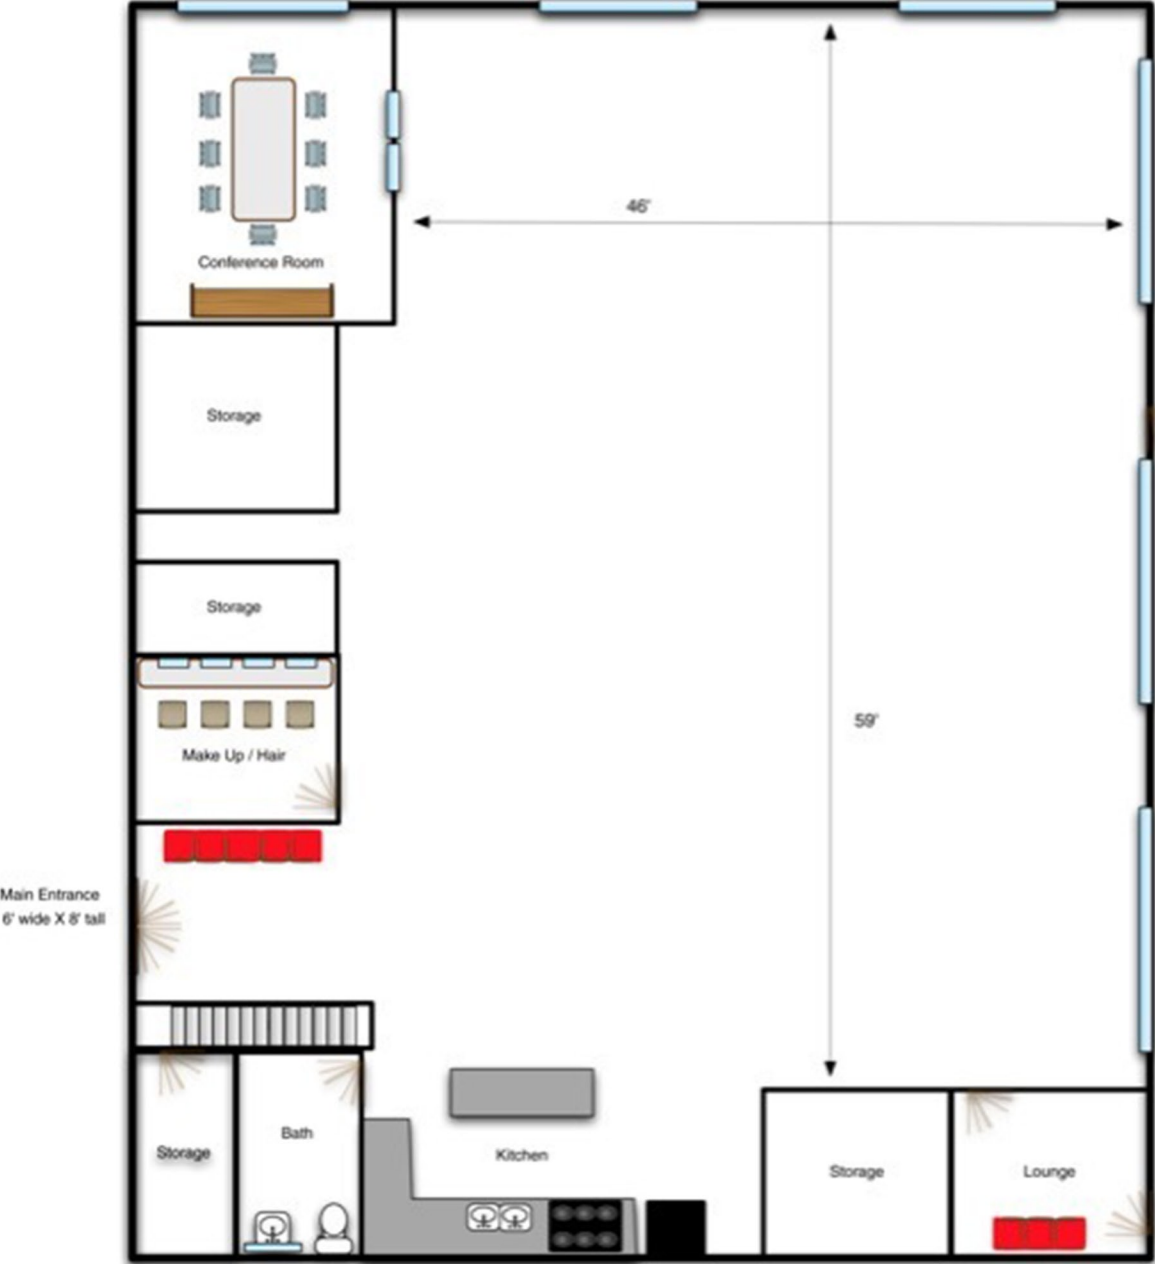 46'
Conference Room
Storage
Storage
59'
Make Up / Hair
Main Entrance
6' wide X 8' tall
Bath
Storage
Kitchen
Storage
Lounge